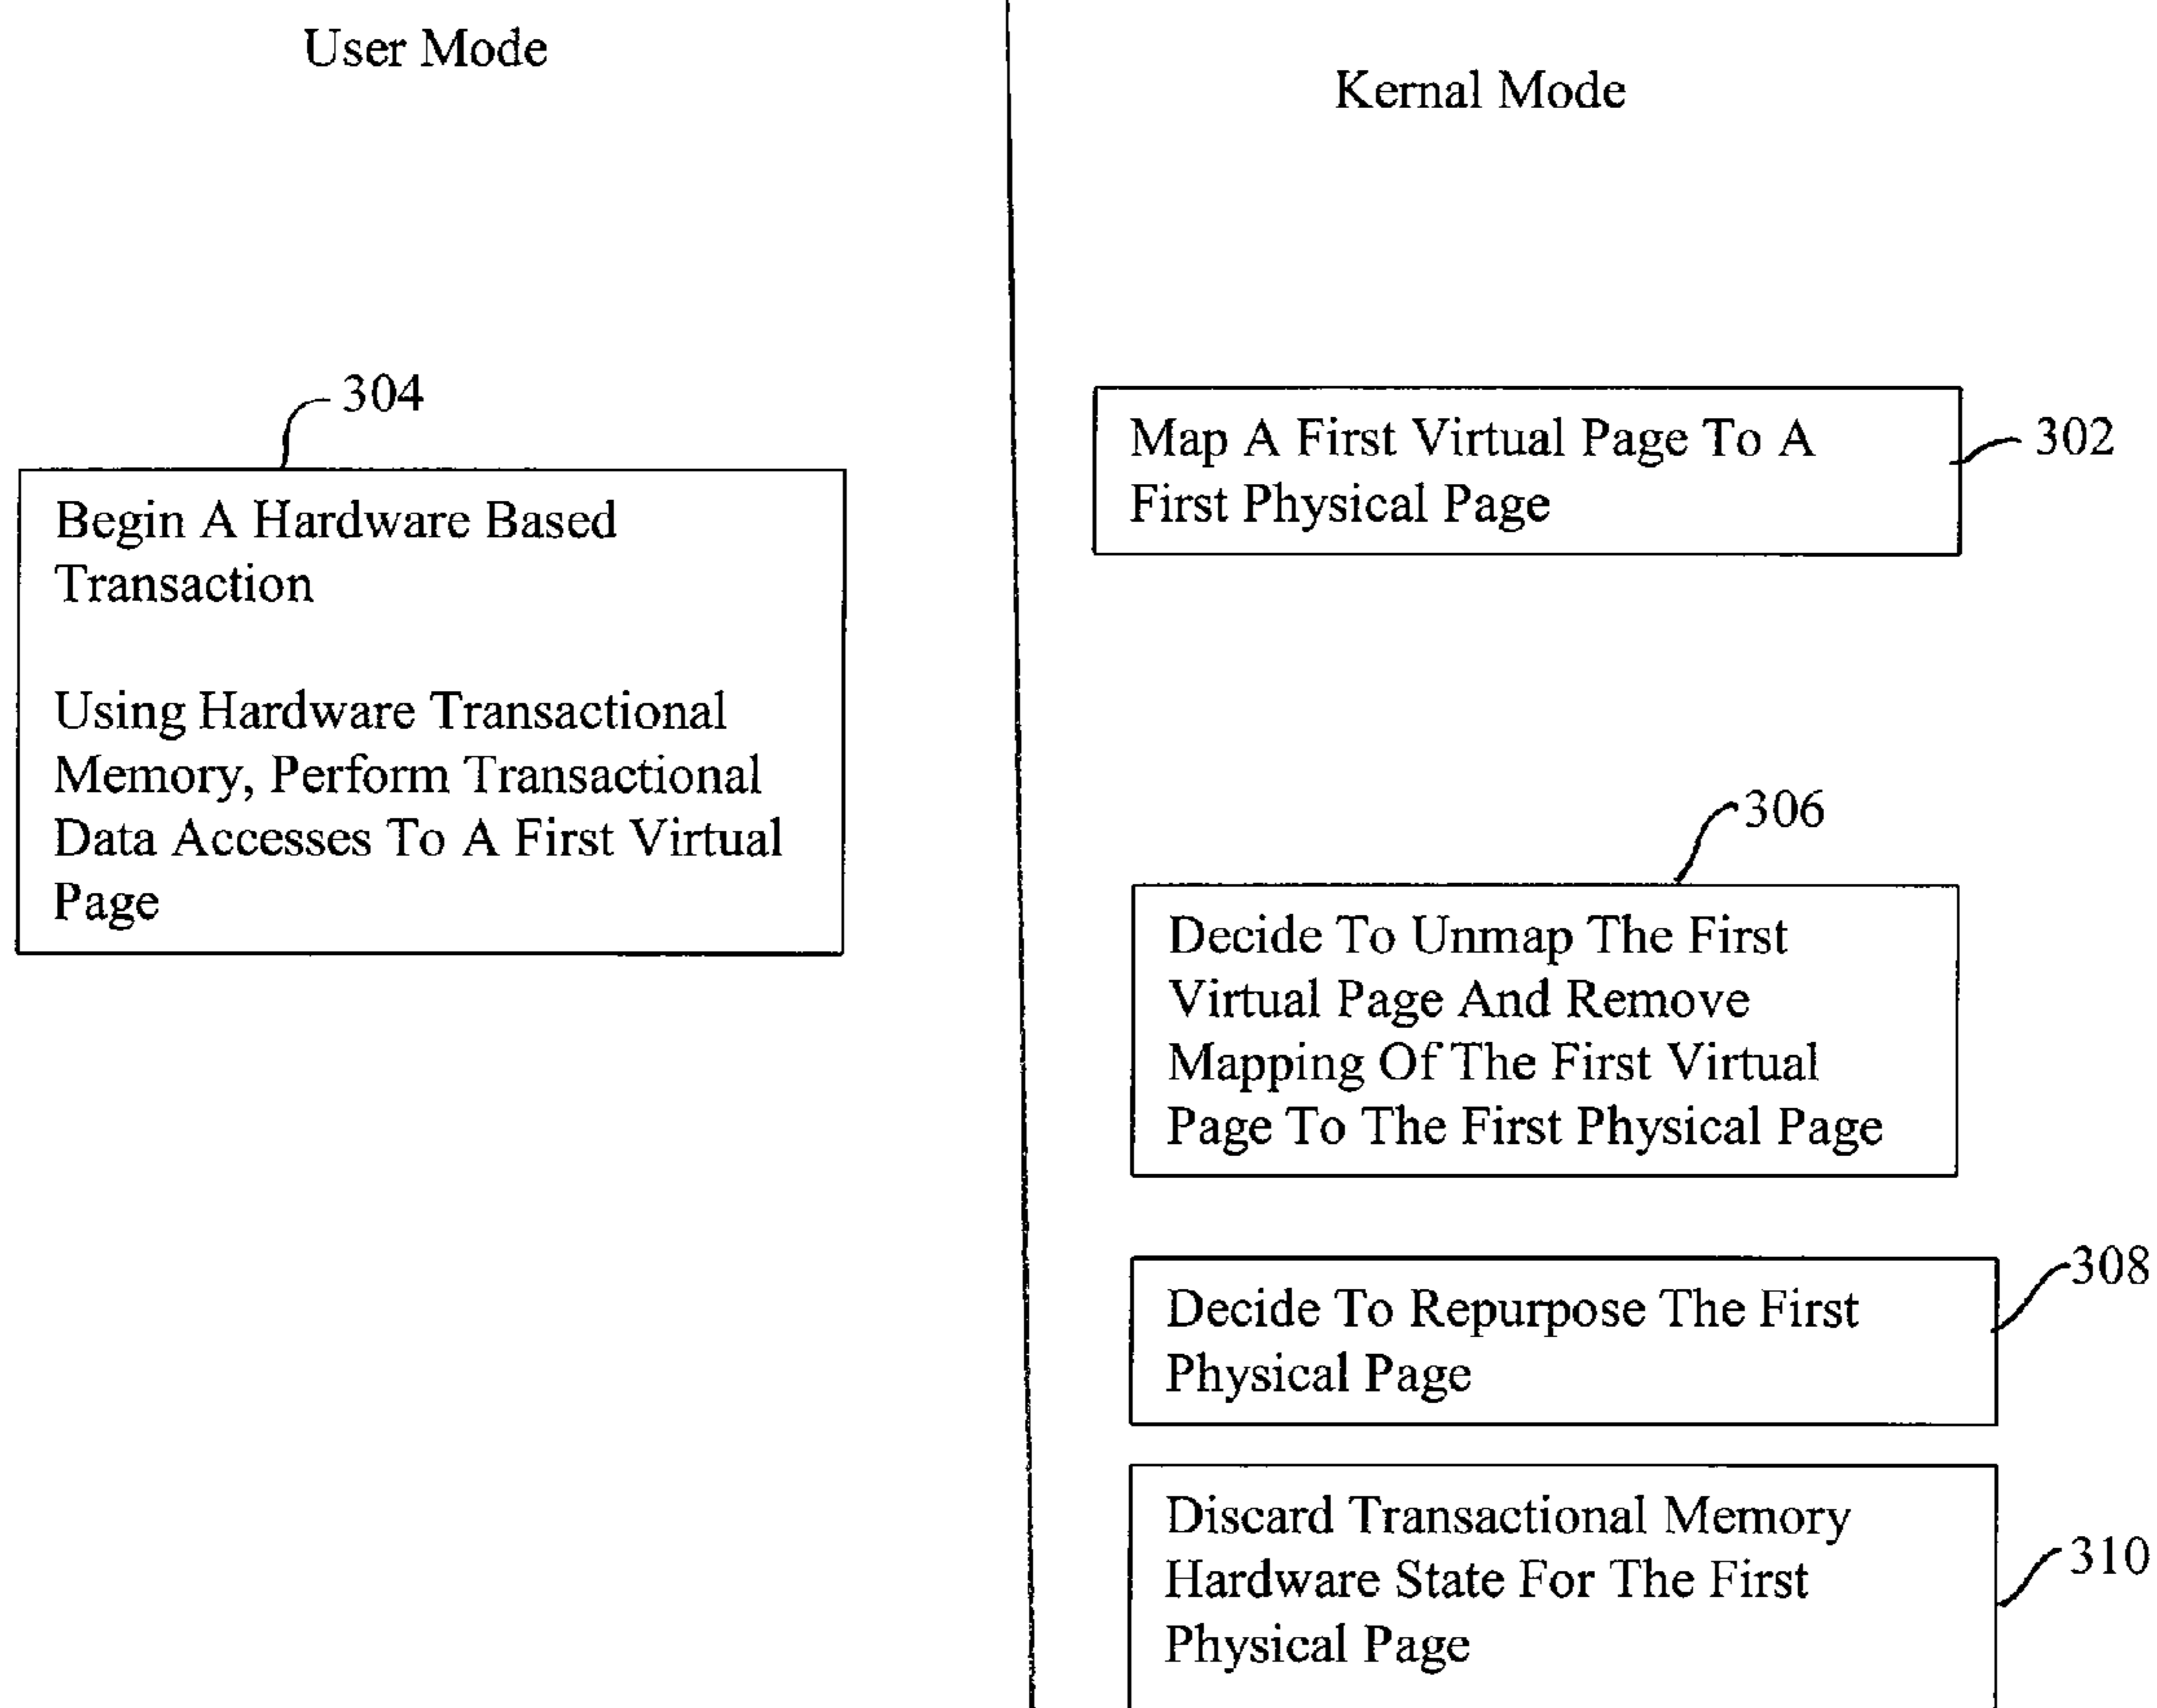 User Mode
Kernal Mode
304
Begin A Hardware Based
Transaction
Using Hardware Transactional
Memory, Perform Transactional
Data Accesses To A First Virtual
Page
302
Map A First Virtual Page To A
First Physical Page
306
Decide To Unmap The First
Virtual Page And Remove
Mapping Of The First Virtual
Page To The First Physical Page
308
Decide To Repurpose The First
Physical Page
310
Discard Transactional Memory
Hardware State For The First
Physical Page